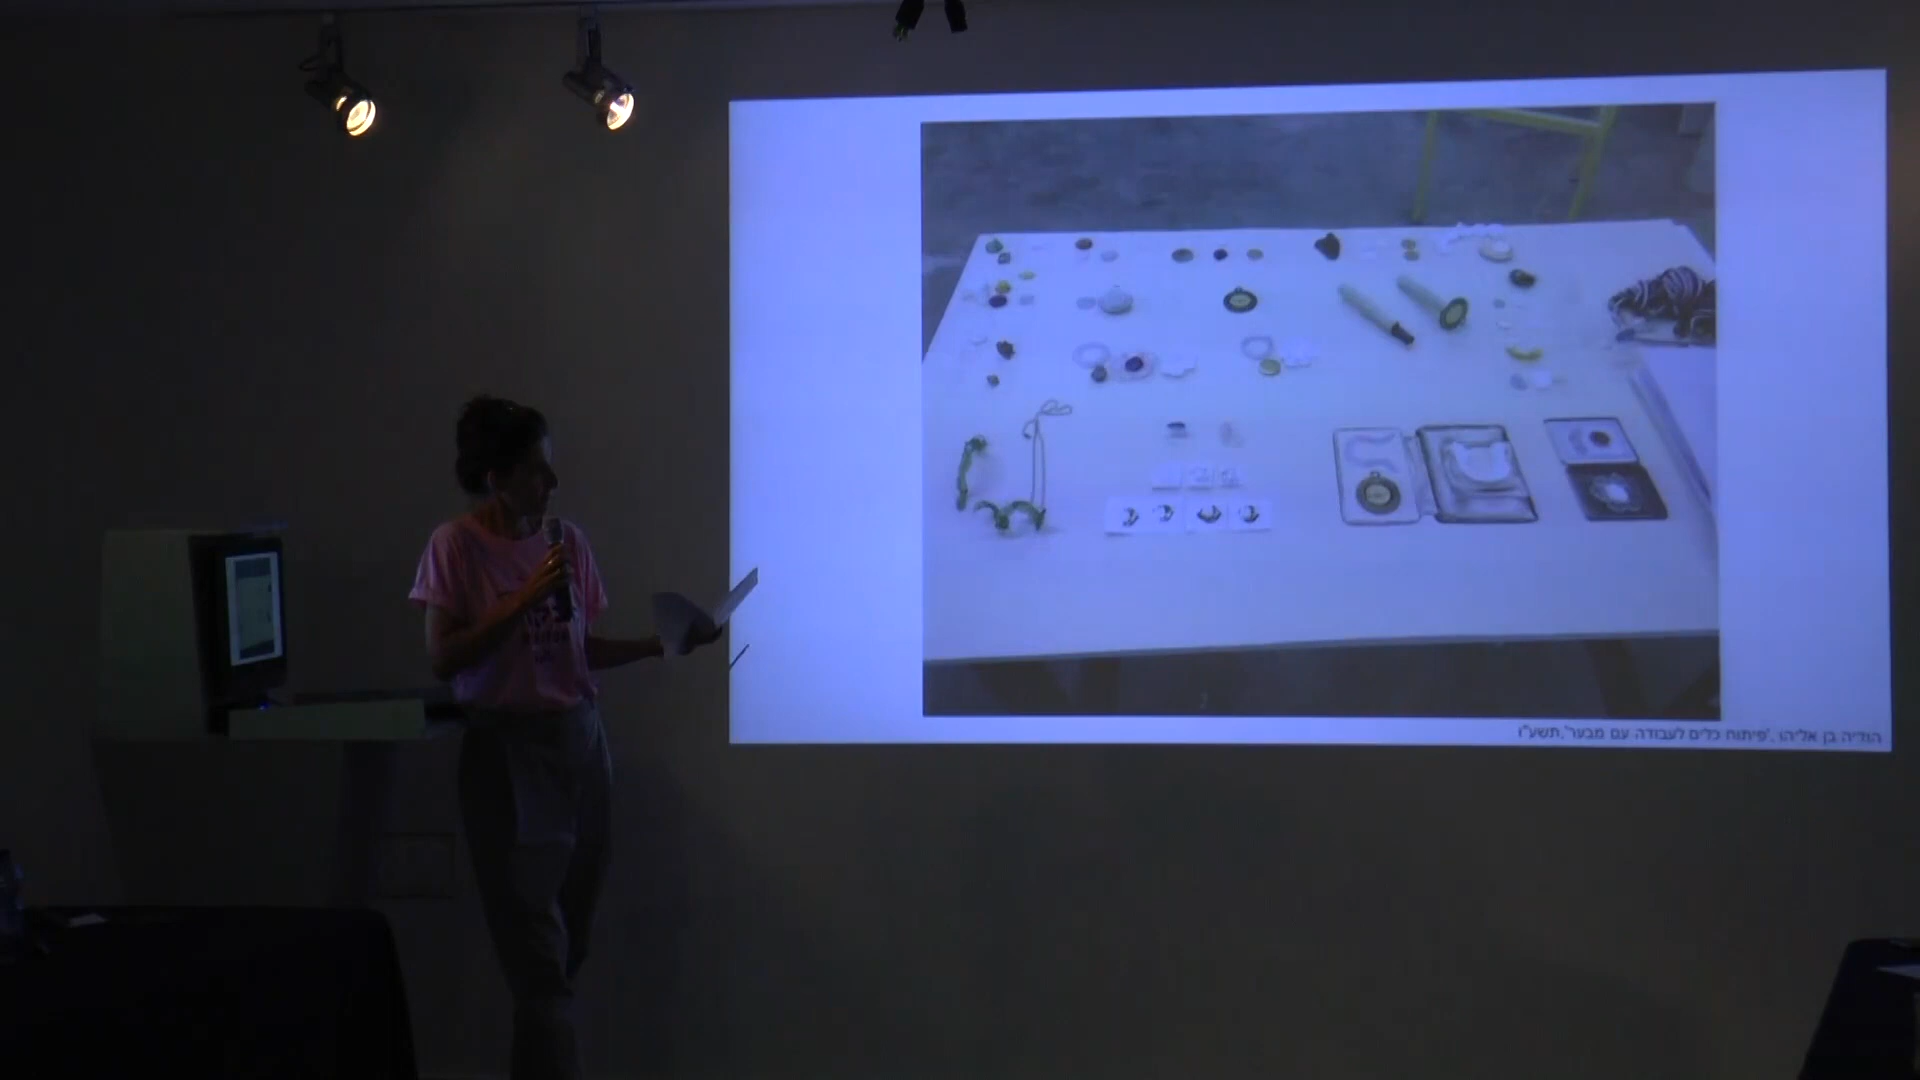 הודיה בן אליהו, 'פיתוח כלים לעבודה עם מבער', תשע"ו